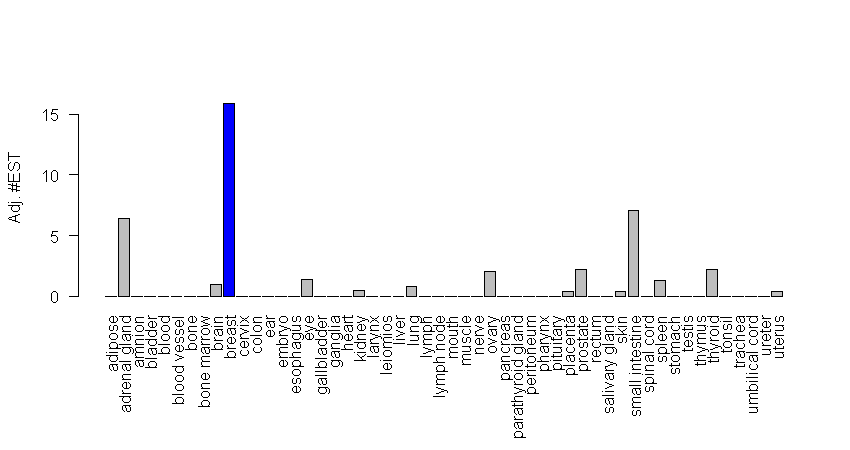 Adj. #EST
15
10
5
0
adipose
adrenal gland
amnion
bladder
blood
blood vessel
bone
bone marrow
brain
breast
cervix
colon
ear
embryo
esophagus
eye
gallbladder
ganglia
heart
kidney
larynx
leiomios
liver
lung
lymph
lymph node
mouth
muscle
nerve
ovary
pancreas
parathyroid gland
peritoneum
pharynx
pituitary
placenta
prostate
rectum
salivary gland
skin
small intestine
spinal cord
spleen
stomach
testis
thymus
thyroid
tonsil
trachea
umbilical cord
ureter
uterus